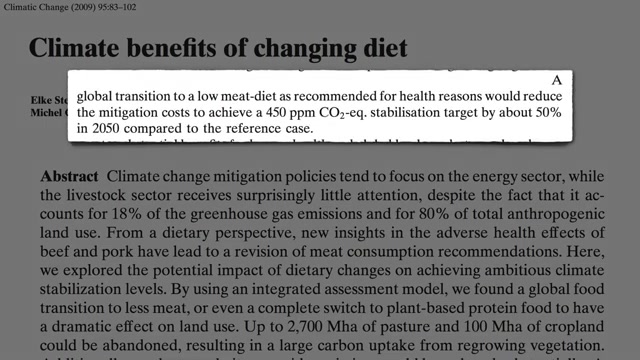 Climatic Change (2009) 95:83–102
Climate benefits of changing diet
A
global transition to a low meat-diet as recommended for health reasons would reduce
the mitigation costs to achieve a 450 ppm CO₂-eq. stabilisation target by about 50%
in 2050 compared to the reference case.
Elke
Michel
Abstract Climate change mitigation policies tend to focus on the energy sector, while
the livestock sector receives surprisingly little attention, despite the fact that it ac-
counts for 18% of the greenhouse gas emissions and for 80% of total anthropogenic
land use. From a dietary perspective, new insights in the adverse health effects of
beef and pork have lead to a revision of meat consumption recommendations. Here,
we explored the potential impact of dietary changes on achieving ambitious climate
stabilization levels. By using an integrated assessment model, we found a global food
transition to less meat, or even a complete switch to plant-based protein food to have
a dramatic effect on land use. Up to 2,700 Mha of pasture and 100 Mha of cropland
could be abandoned, resulting in a large carbon uptake from regrowing vegetation.